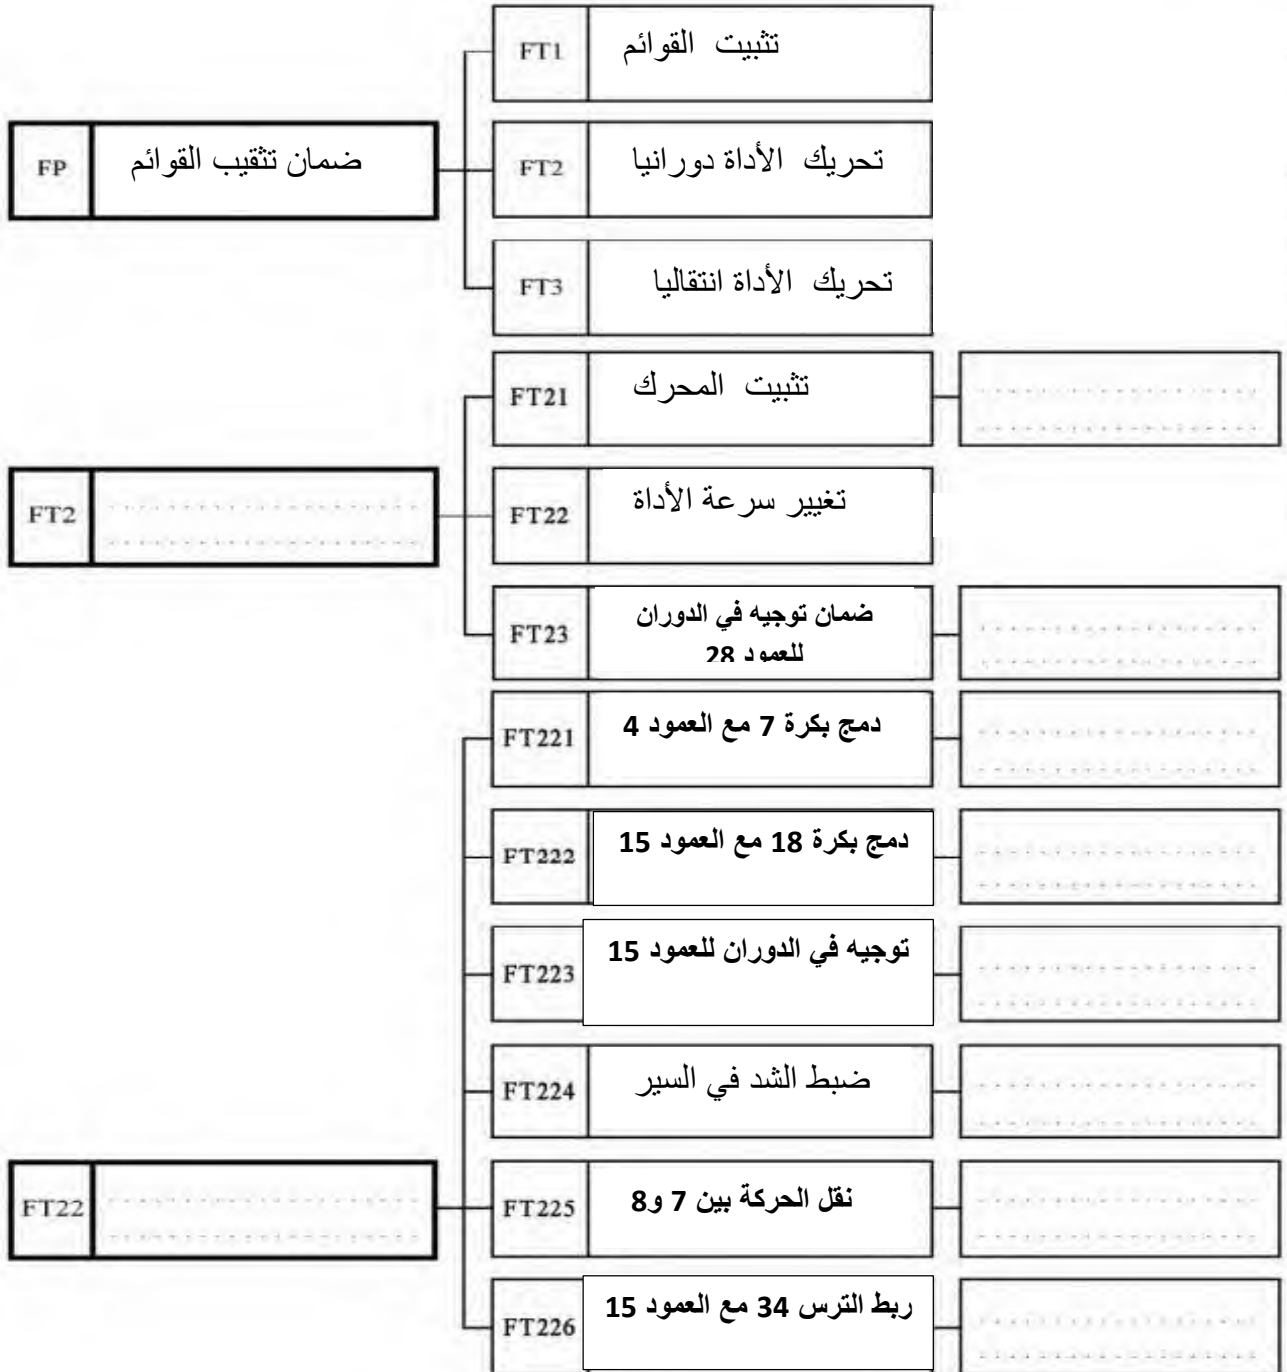 FT1 تثبيت القوائم
FP ضمان تثقيب القوائم
FT2 تحريك الأداة دورانيا
FT3 تحريك الأداة انتقاليا
FT21 تثبيت المحرك
FT2
FT22 تغيير سرعة الأداة
FT23 ضمان توجيه في الدوران
للعمود 28
FT221 دمج بكرة 7 مع العمود 4
FT222 دمج بكرة 18 مع العمود 15
FT223 توجيه في الدوران للعمود 15
FT224 ضبط الشد في السير
FT22
FT225 نقل الحركة بين 7 و8
FT226 ربط الترس 34 مع العمود 15